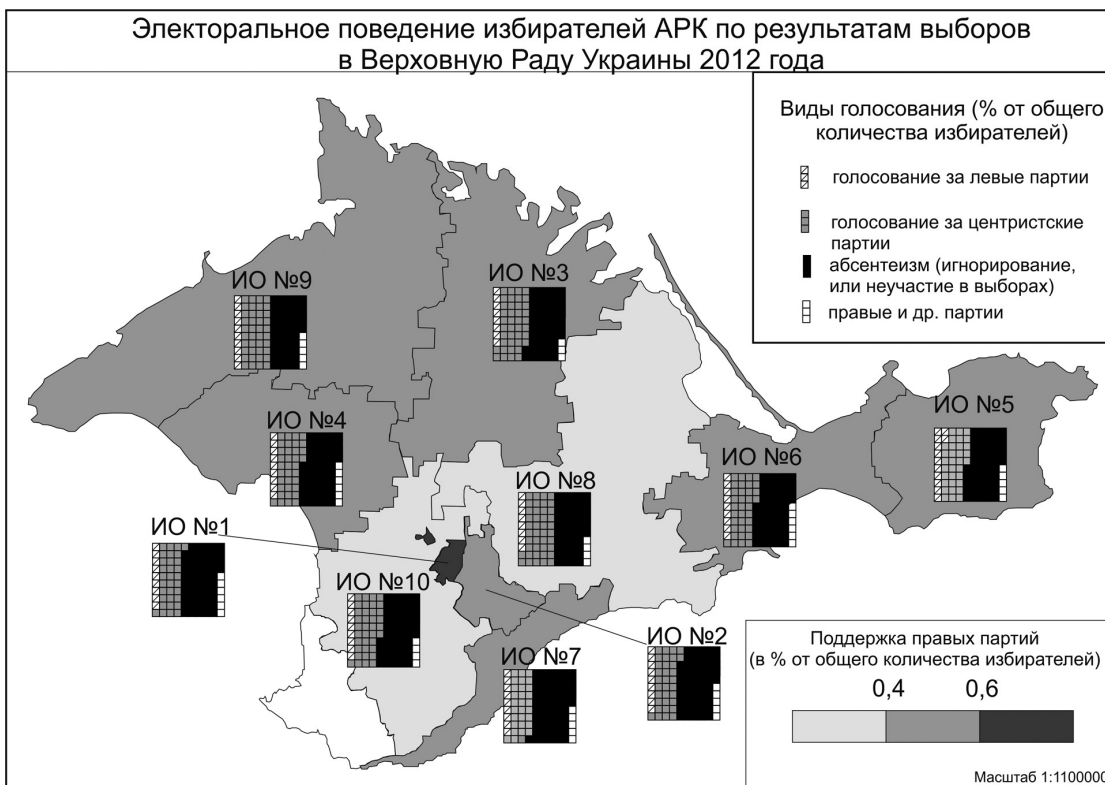 Электоральное поведение избирателей АРК по результатам выборов
в Верховную Раду Украины 2012 года
Виды голосования (% от общего
количества избирателей)
голосование за левые партии
голосование за центристские
партии
абсентеизм (игнорирование,
или неучастие в выборах)
правые и др. партии
ИО №9
ИО №3
ИО №5
ИО №4
ИО №6
ИО №8
ИО №1
ИО №10
ИО №2
ИО №7
Поддержка правых партий
(в % от общего количества избирателей)
0,4 0,6
Масштаб 1:1100000